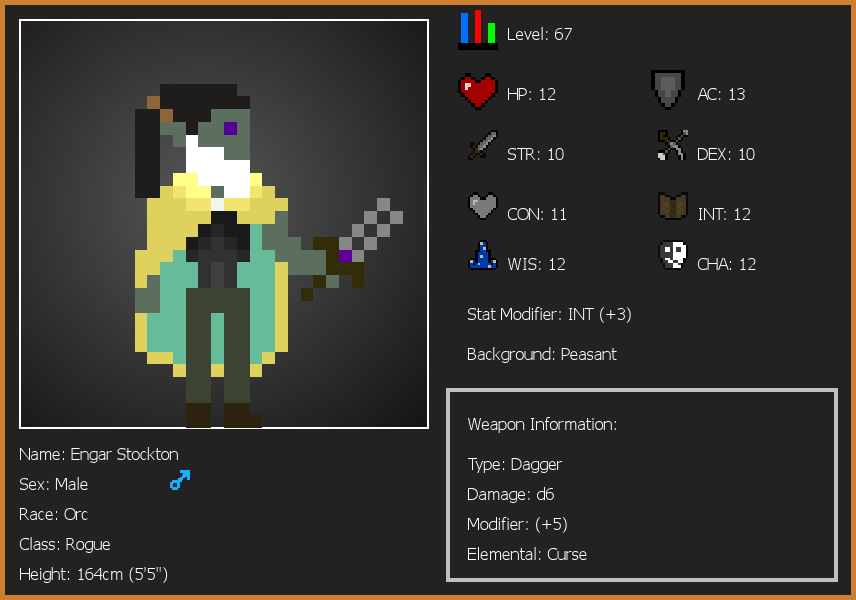 Level: 67
HP: 12
AC: 13
STR: 10
DEX: 10
CON: 11
INT: 12
WIS: 12
CHA: 12
Stat Modifier: INT (+3)
Background: Peasant
Weapon Information:
Type: Dagger
Damage: d6
Modifier: (+5)
Elemental: Curse
Name: Engar Stockton
Sex: Male
Race: Orc
Class: Rogue
Height: 164cm (5'5")